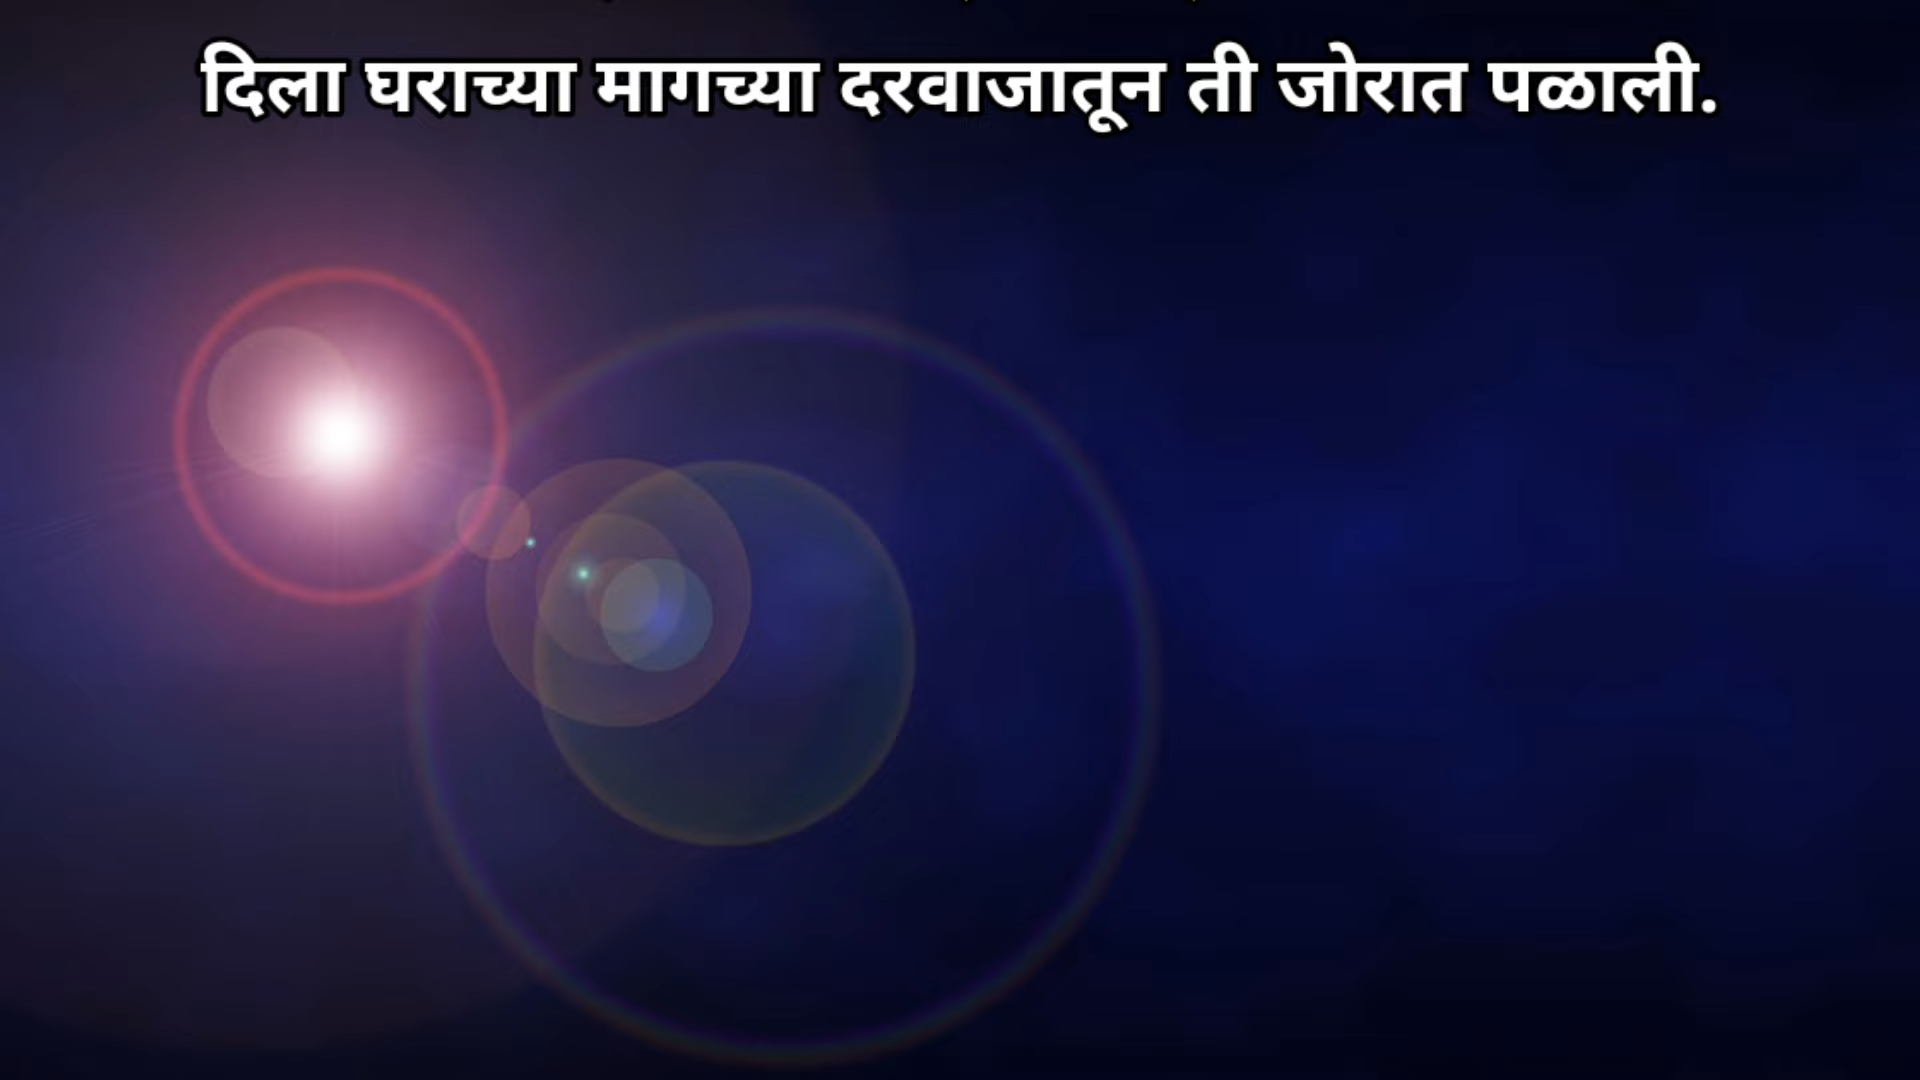 दिला घराच्या मागच्या दरवाजातून ती जोरात पळाली.